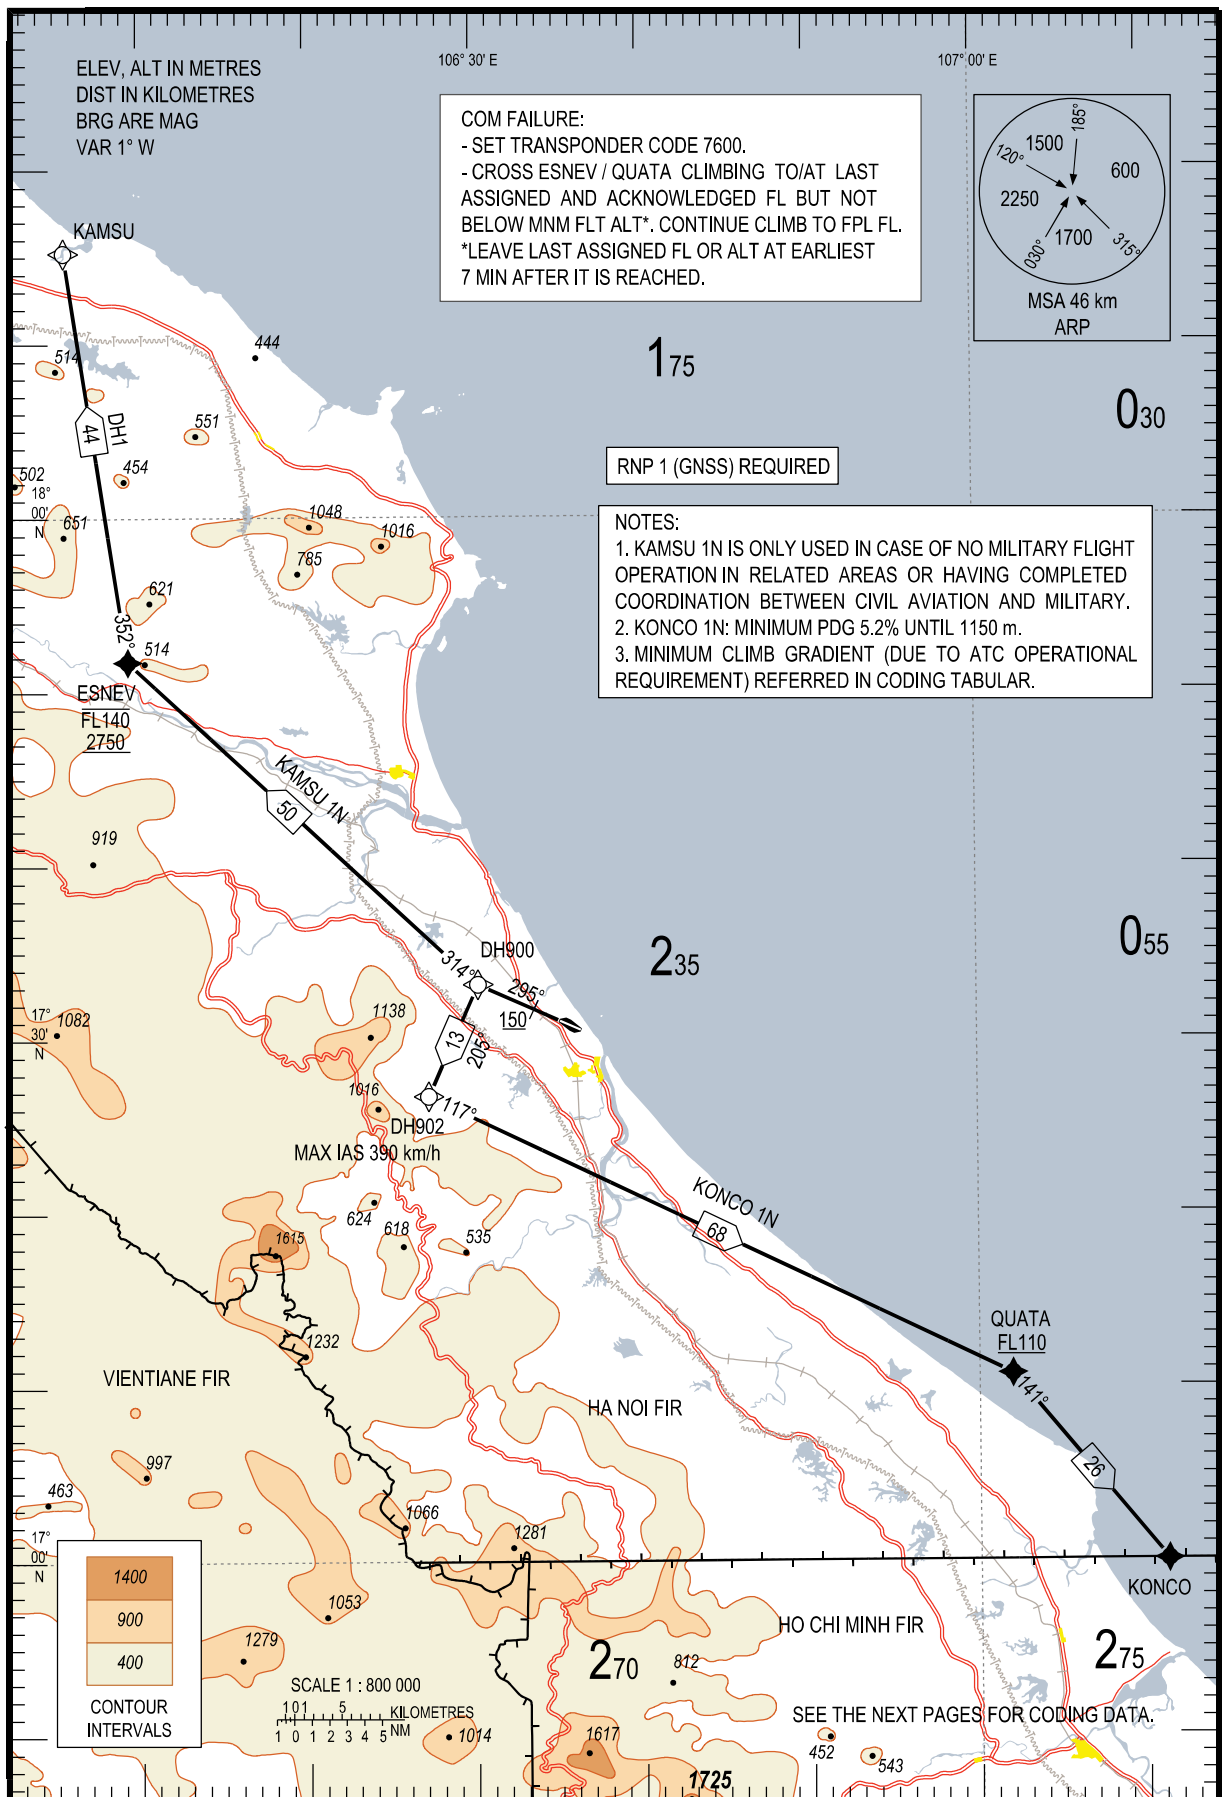 106° 30' E
107° 00' E
ELEV, ALT IN METRES
DIST IN KILOMETRES
BRG ARE MAG
VAR 1° W
COM FAILURE:
- SET TRANSPONDER CODE 7600.
- CROSS ESNEV / QUATA CLIMBING TO/AT LAST
ASSIGNED AND ACKNOWLEDGED FL BUT NOT
BELOW MNM FLT ALT*. CONTINUE CLIMB TO FPL FL.
*LEAVE LAST ASSIGNED FL OR ALT AT EARLIEST
7 MIN AFTER IT IS REACHED.
185°
1500
120°
600
2250
1700
030°
315°
MSA 46 km
ARP
KAMSU
444
175
514
030
DH1
44
551
454
RNP 1 (GNSS) REQUIRED
502
18°
00'
N
651
1048
1016
785
NOTES:
1. KAMSU 1N IS ONLY USED IN CASE OF NO MILITARY FLIGHT
OPERATION IN RELATED AREAS OR HAVING COMPLETED
COORDINATION BETWEEN CIVIL AVIATION AND MILITARY.
2. KONCO 1N: MINIMUM PDG 5.2% UNTIL 1150 m.
3. MINIMUM CLIMB GRADIENT (DUE TO ATC OPERATIONAL
REQUIREMENT) REFERRED IN CODING TABULAR.
621
352°
514
ESNEV
FL140
2750
KAMSU 1N
50
919
DH900
314°
235
055
295°
150
17°
30'
N
1082
1138
13
205°
1016
117°
DH902
MAX IAS 390 km/h
KONCO 1N
68
624
618
535
1615
QUATA
FL110
1232
VIENTIANE FIR
141°
HA NOI FIR
26
997
463
1066
1281
17°
00'
N
KONCO
1400
900
400
CONTOUR
INTERVALS
1053
1279
HO CHI MINH FIR
270
812
275
SCALE 1 : 800 000
1 0 1 5 KILOMETRES
1 0 1 2 3 4 5 NM
1014
1617
SEE THE NEXT PAGES FOR CODING DATA.
452
543
1725